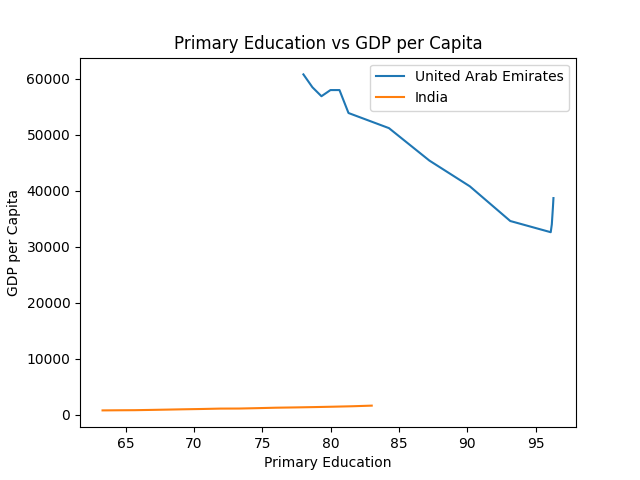 Primary Education vs GDP per Capita
United Arab Emirates
India
60000
50000
40000
30000
20000
10000
0
GDP per Capita
65 70 75 80 85 90 95
Primary Education